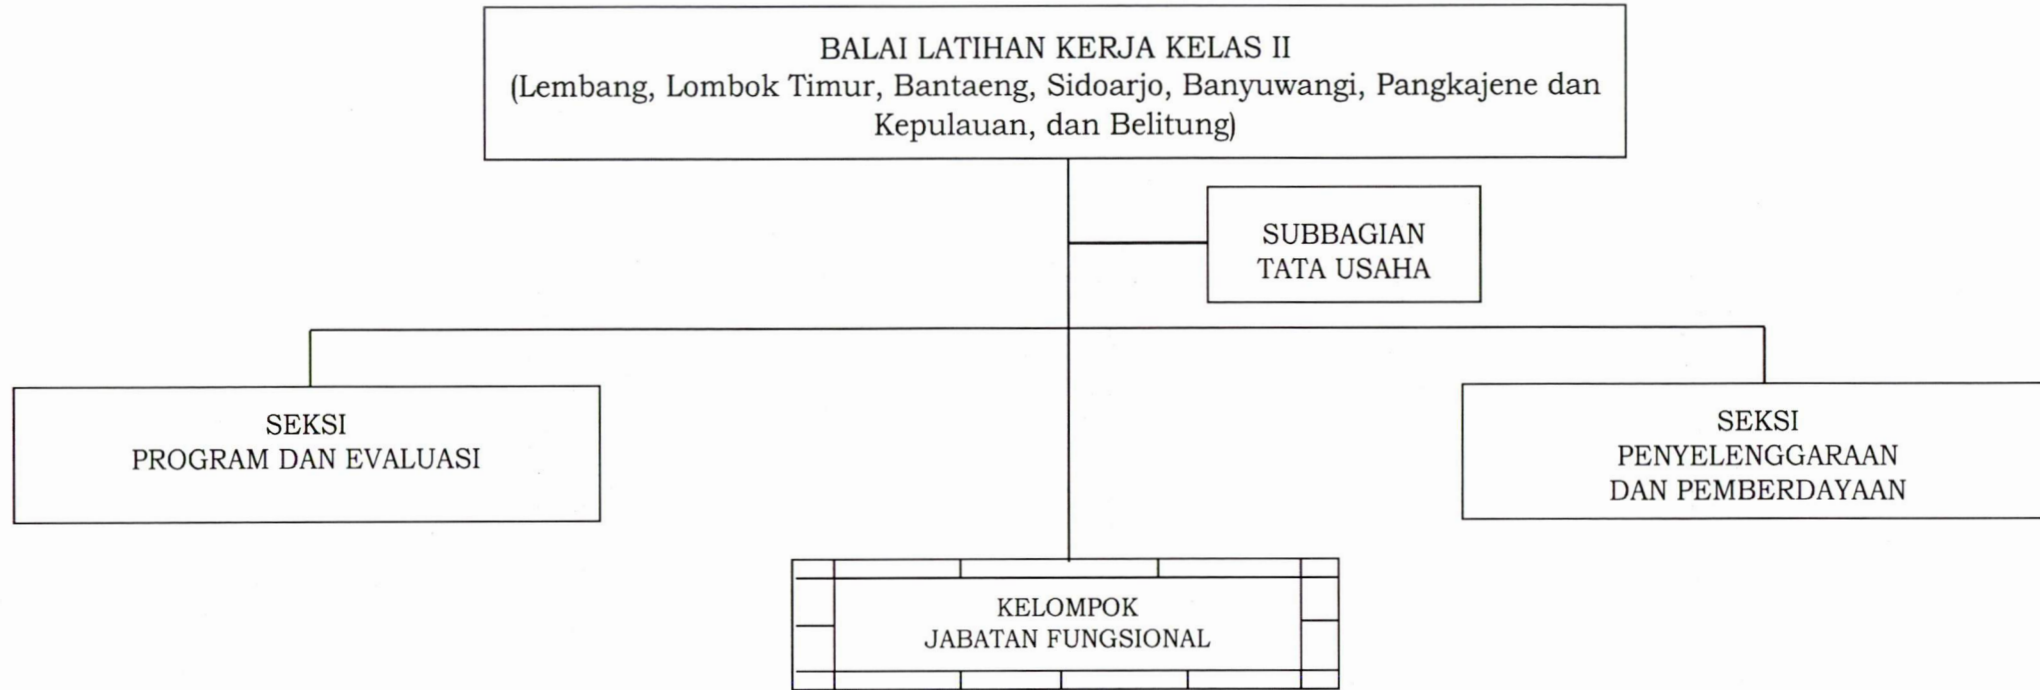 BALAI LATIHAN KERJA KELAS II
(Lembang, Lombok Timur, Bantaeng, Sidoarjo, Banyuwangi, Pangkajene dan
Kepulauan, dan Belitung)
SUBBAGIAN
TATA USAHA
SEKSI
PROGRAM DAN EVALUASI
SEKSI
PENYELENGGARAAN
DAN PEMBERDAYAAN
KELOMPOK
JABATAN FUNGSIONAL